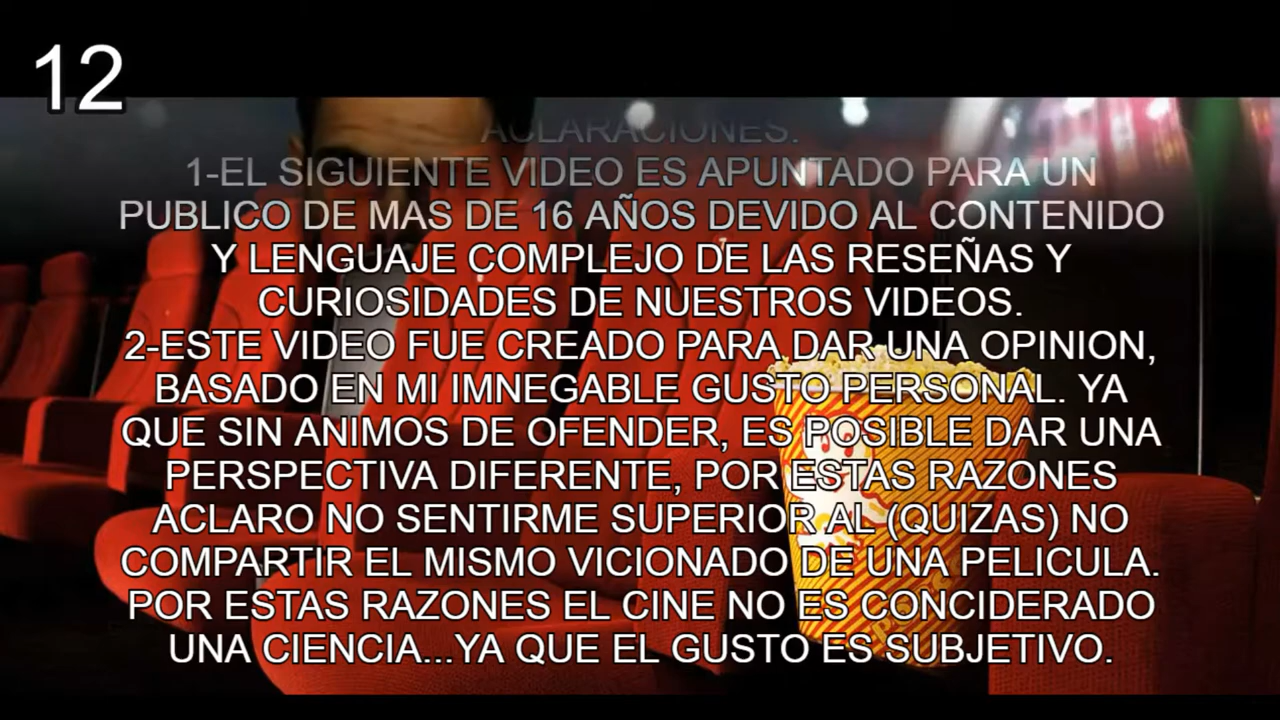 12
ACLARACIONES.
1-EL SIGUIENTE VIDEO ES APUNTADO PARA UN
PUBLICO DE MAS DE 16 AÑOS DEVIDO AL CONTENIDO
Y LENGUAJE COMPLEJO DE LAS RESEÑAS Y
CURIOSIDADES DE NUESTROS VIDEOS.
2-ESTE VIDEO FUE CREADO PARA DAR UNA OPINION,
BASADO EN MI IMNEGABLE GUSTO PERSONAL. YA
QUE SIN ANIMOS DE OFENDER, ES POSIBLE DAR UNA
PERSPECTIVA DIFERENTE, POR ESTAS RAZONES
ACLARO NO SENTIRME SUPERIOR AL (QUIZAS) NO
COMPARTIR EL MISMO VICIONADO DE UNA PELICULA.
POR ESTAS RAZONES EL CINE NO ES CONCIDERADO
UNA CIENCIA...YA QUE EL GUSTO ES SUBJETIVO.